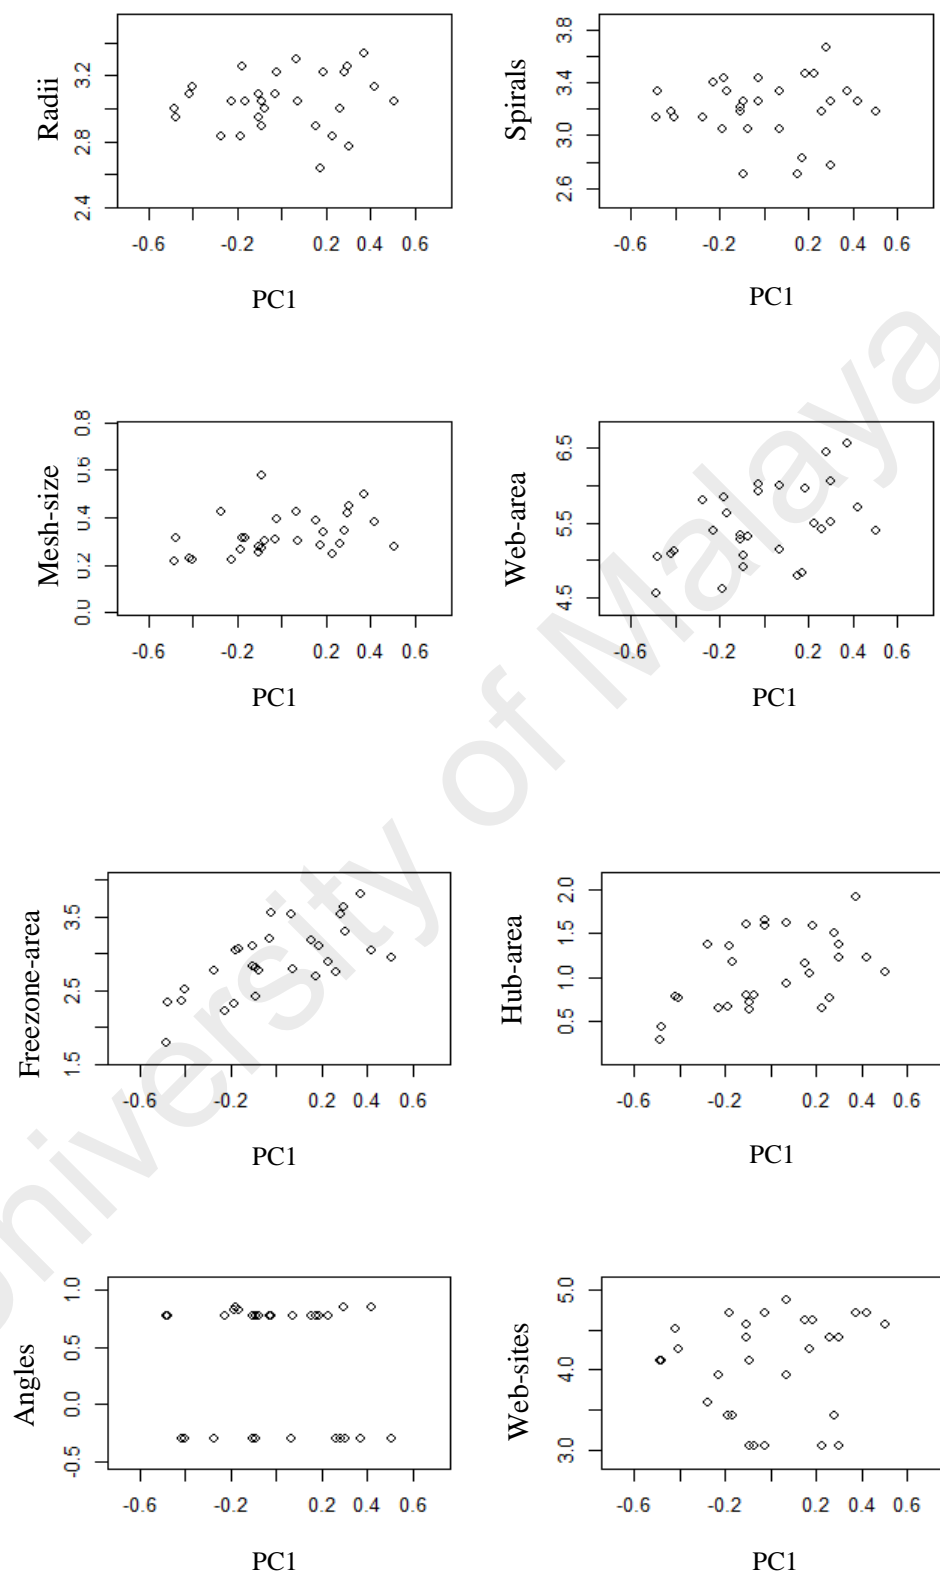 Radii
3.2
2.8
2.4
-0.6 -0.2 0.2 0.4 0.6
PC1
Spirals
3.8
3.4
3.0
2.6
-0.6 -0.2 0.2 0.4 0.6
PC1
Mesh-size
0.8
0.6
0.4
0.2
0.0
-0.6 -0.2 0.2 0.4 0.6
PC1
Web-area
6.5
5.5
4.5
-0.6 -0.2 0.2 0.4 0.6
PC1
Freezone-area
3.5
2.5
1.5
-0.6 -0.2 0.2 0.4 0.6
PC1
Hub-area
2.0
1.5
1.0
0.5
-0.6 -0.2 0.2 0.4 0.6
PC1
Angles
1.0
0.5
0.0
-0.5
-0.6 -0.2 0.2 0.4 0.6
PC1
Web-sites
5.0
4.0
3.0
-0.6 -0.2 0.2 0.4 0.6
PC1
University of Malaya